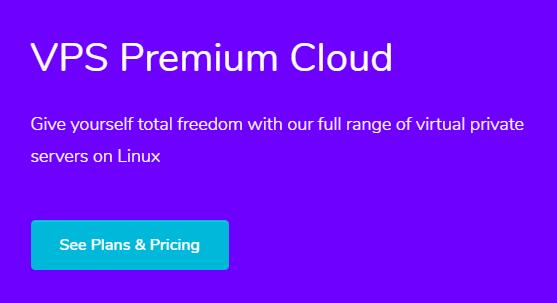 VPS Premium Cloud
Give yourself total freedom with our full range of virtual private
servers on Linux
See Plans & Pricing